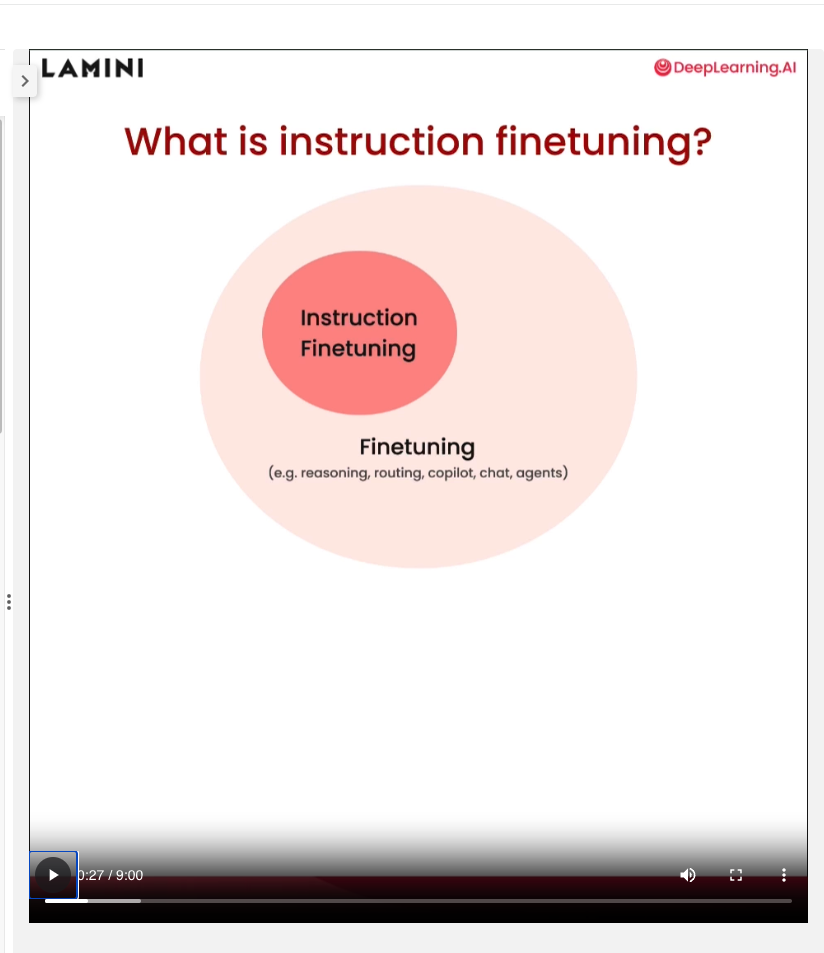 LAMINI
DeepLearning.AI
What is instruction finetuning?
Instruction
Finetuning
Finetuning
(e.g. reasoning, routing, copilot, chat, agents)
0:27 / 9:00